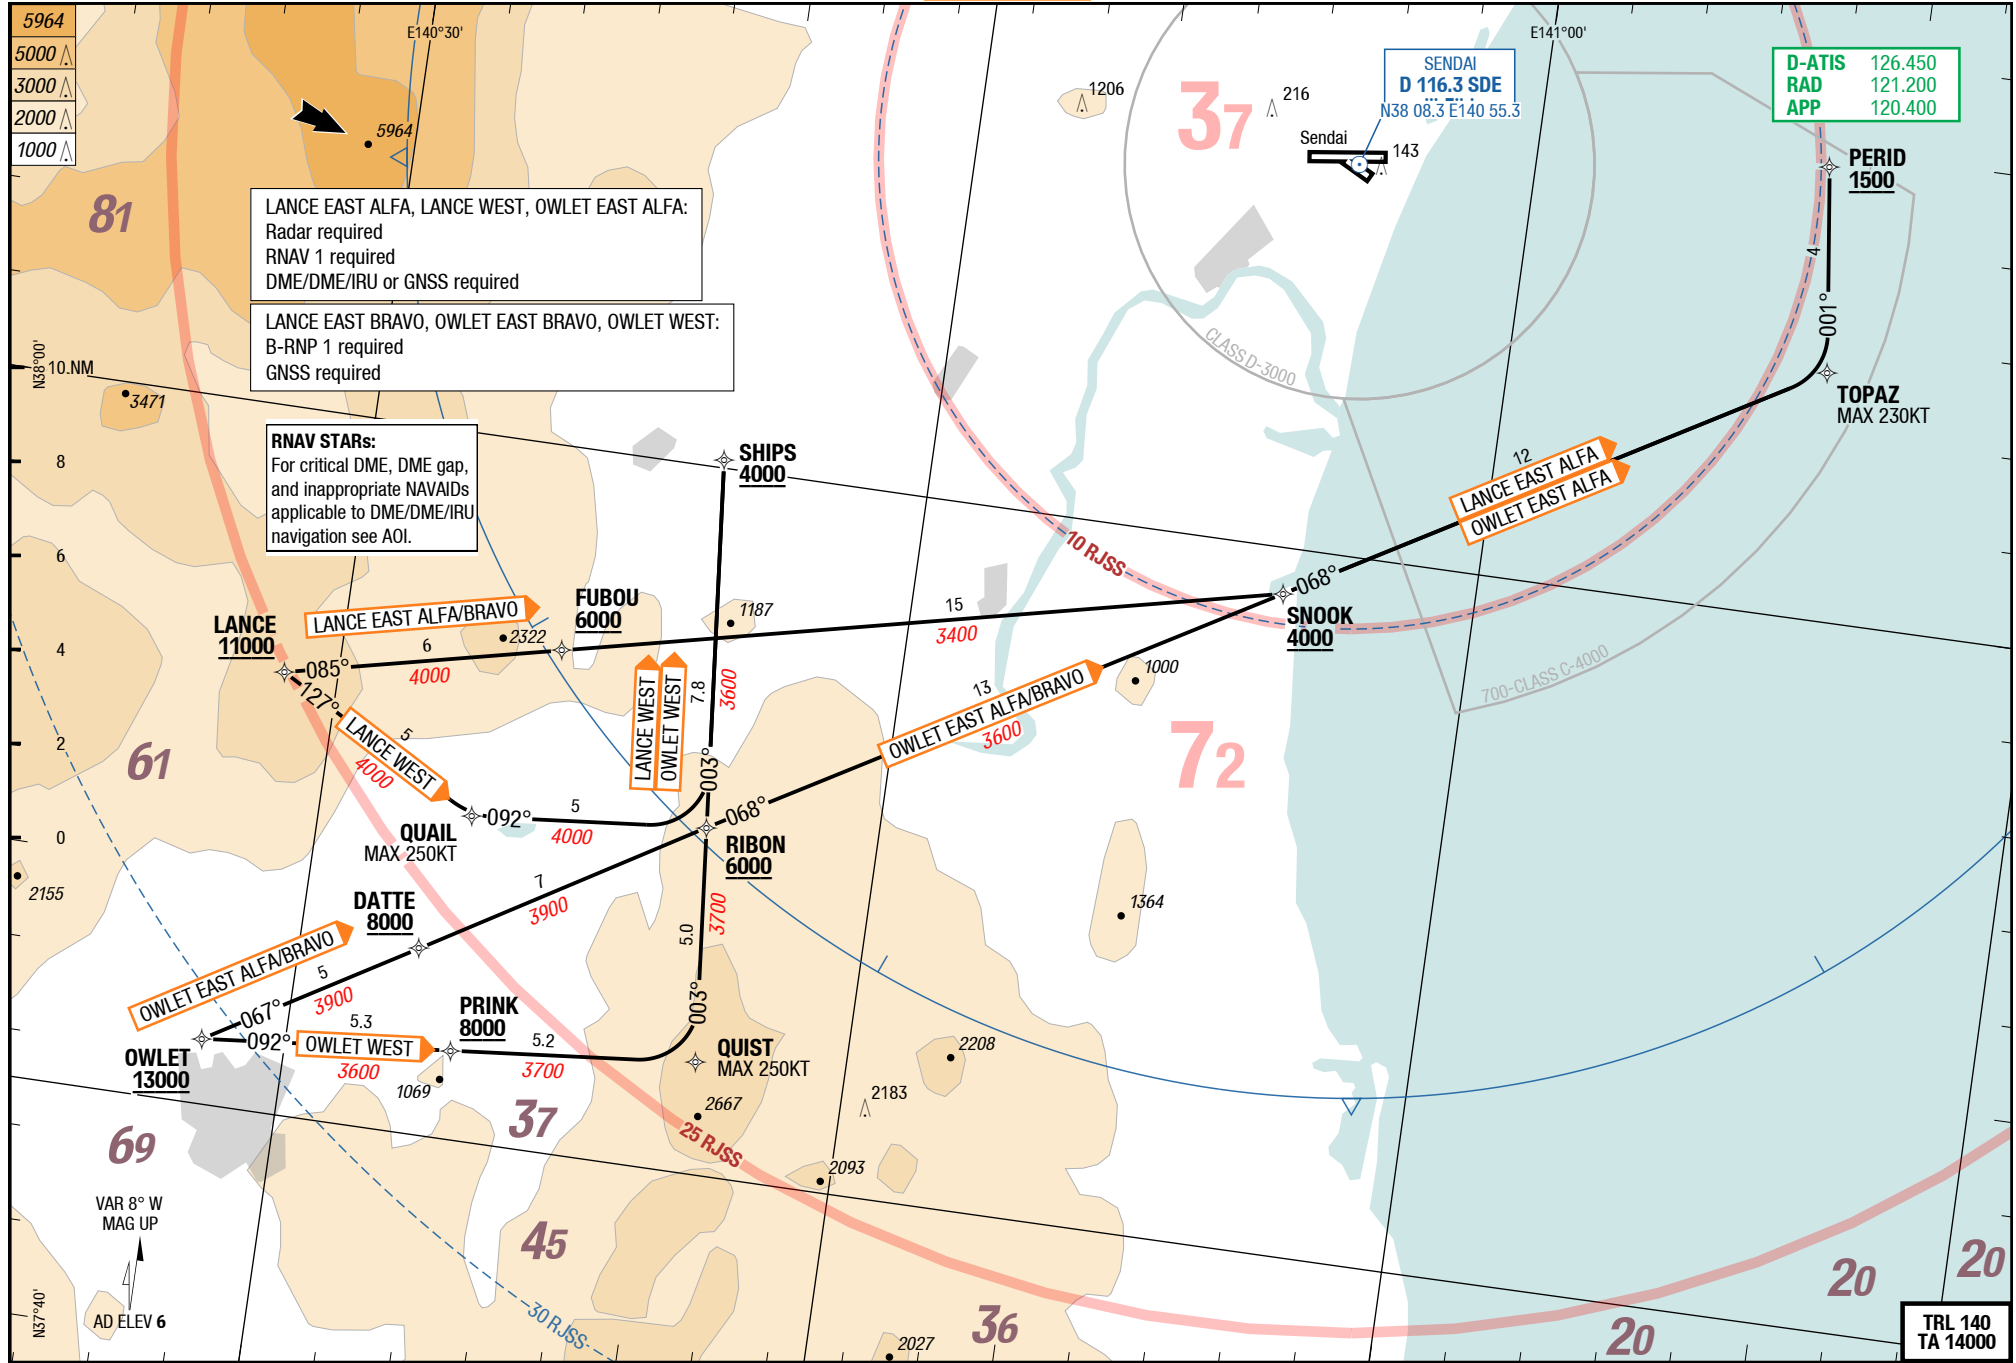 5964
5000
3000
2000
1000
E140°30'
E141°00'
5964
1206
37
216
SENDAI
D 116.3 SDE
N38 08.3 E140 55.3
D-ATIS 126.450
RAD 121.200
APP 120.400
Sendai
143
PERID
1500
81
LANCE EAST ALFA, LANCE WEST, OWLET EAST ALFA:
Radar required
RNAV 1 required
DME/DME/IRU or GNSS required
LANCE EAST BRAVO, OWLET EAST BRAVO, OWLET WEST:
B-RNP 1 required
GNSS required
4
001°
CLASS D-3000
N38°00'
10 NM
3471
TOPAZ
MAX 230KT
RNAV STARs:
For critical DME, DME gap,
and inappropriate NAVAIDs
applicable to DME/DME/IRU
navigation see AOI.
8
SHIPS
4000
12
LANCE EAST ALFA
OWLET EAST ALFA
6
10 RJSS
068°
FUBOU
6000
LANCE EAST ALFA/BRAVO
1187
15
3400
SNOOK
4000
LANCE
11000
2322
6
4000
085°
4
127°
1000
700-CLASS C-4000
LANCE WEST
OWLET WEST
7.8
3600
13
OWLET EAST ALFA/BRAVO
3600
72
5
LANCE WEST
4000
2
61
003°
068°
092°
5
4000
QUAIL
MAX 250KT
0
RIBON
6000
2155
DATTE
8000
7
3900
1364
5.0
3700
OWLET EAST ALFA/BRAVO
5
3900
067°
PRINK
8000
003°
092°
5.3
OWLET WEST
3600
5.2
3700
OWLET
13000
QUIST
MAX 250KT
2208
1069
2183
37
2667
69
25 RJSS
2093
VAR 8° W
MAG UP
45
20
20
N37°40'
AD ELEV 6
30 RJSS
36
20
2027
TRL 140
TA 14000